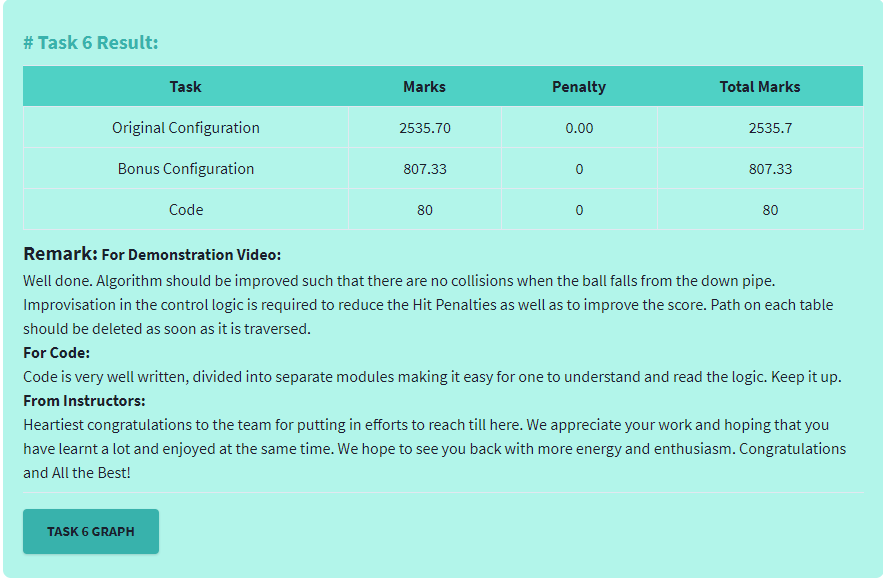 # Task 6 Result:
Task Marks Penalty Total Marks
Original Configuration 2535.70 0.00 2535.7
Bonus Configuration 807.33 0 807.33
Code 80 0 80
Remark: For Demonstration Video:
Well done. Algorithm should be improved such that there are no collisions when the ball falls from the down pipe.
Improvisation in the control logic is required to reduce the Hit Penalties as well as to improve the score. Path on each table
should be deleted as soon as it is traversed.
For Code:
Code is very well written, divided into separate modules making it easy for one to understand and read the logic. Keep it up.
From Instructors:
Heartiest congratulations to the team for putting in efforts to reach till here. We appreciate your work and hoping that you
have learnt a lot and enjoyed at the same time. We hope to see you back with more energy and enthusiasm. Congratulations
and All the Best!
TASK 6 GRAPH